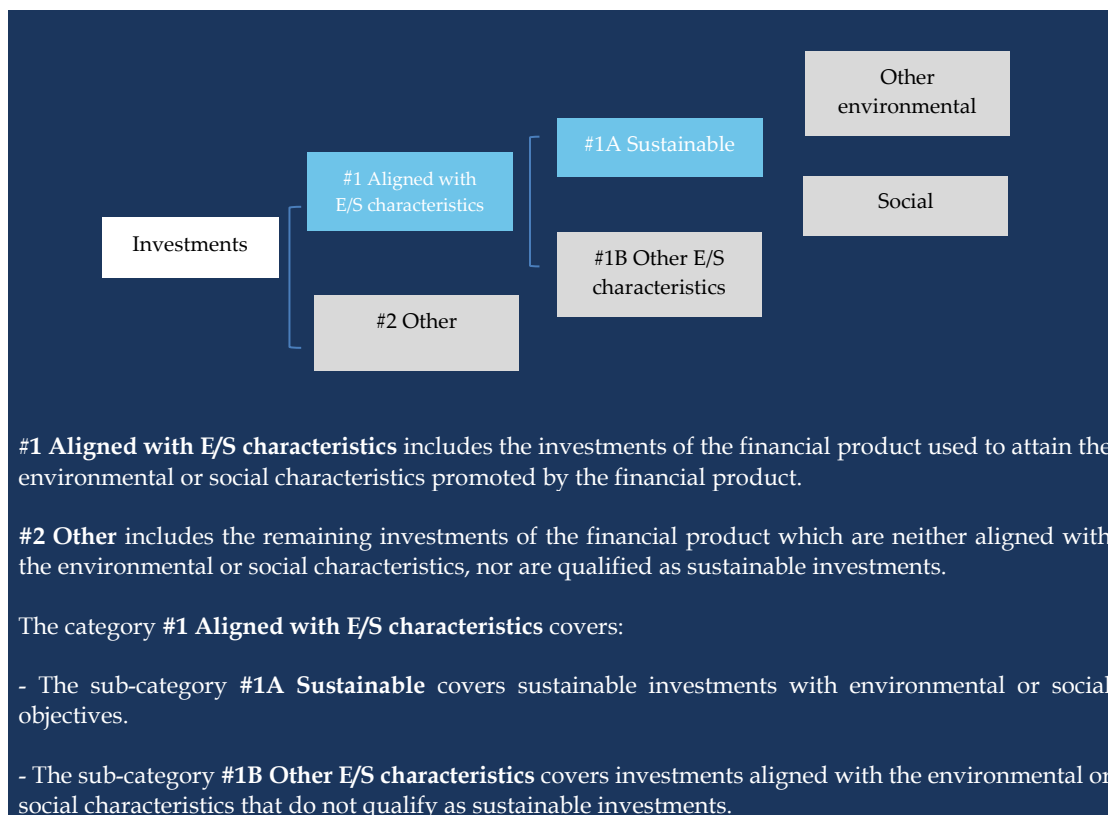 Other
environmental
#1A Sustainable
#1 Aligned with
E/S characteristics
Social
Investments
#1B Other E/S
characteristics
#2 Other
#1 Aligned with E/S characteristics includes the investments of the financial product used to attain the
environmental or social characteristics promoted by the financial product.
#2 Other includes the remaining investments of the financial product which are neither aligned with
the environmental or social characteristics, nor are qualified as sustainable investments.
The category #1 Aligned with E/S characteristics covers:
- The sub-category #1A Sustainable covers sustainable investments with environmental or social
objectives.
- The sub-category #1B Other E/S characteristics covers investments aligned with the environmental or
social characteristics that do not qualify as sustainable investments.